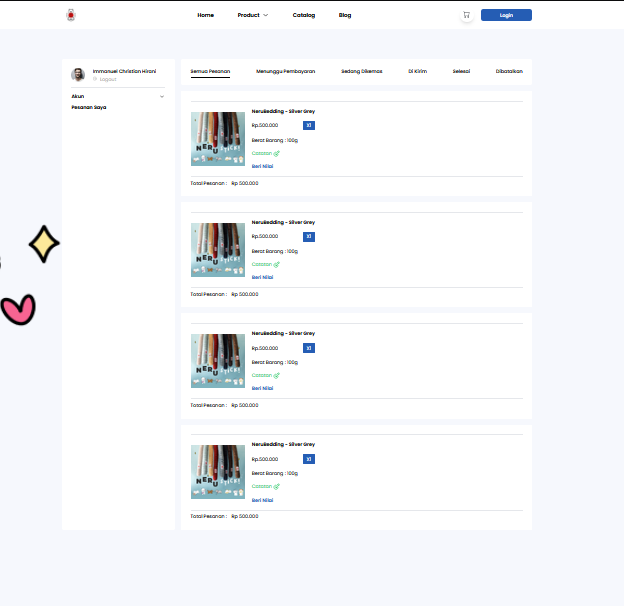 Home Product Catalog Blog Login
Immanuel Christian Hirani
Logout
Akun
Pesanan Saya
Semua Pesanan Menunggu Pembayaran Sedang Dikemas Di Kirim Selesai Dibatalkan
NeruBedding - Silver Grey
Rp.500.000 x1
Berat Barang : 100g
Catatan
Beri Nilai
Total Pesanan : Rp 500.000
NeruBedding - Silver Grey
Rp.500.000 x1
Berat Barang : 100g
Catatan
Beri Nilai
Total Pesanan : Rp 500.000
NeruBedding - Silver Grey
Rp.500.000 x1
Berat Barang : 100g
Catatan
Beri Nilai
Total Pesanan : Rp 500.000
NeruBedding - Silver Grey
Rp.500.000 x1
Berat Barang : 100g
Catatan
Beri Nilai
Total Pesanan : Rp 500.000